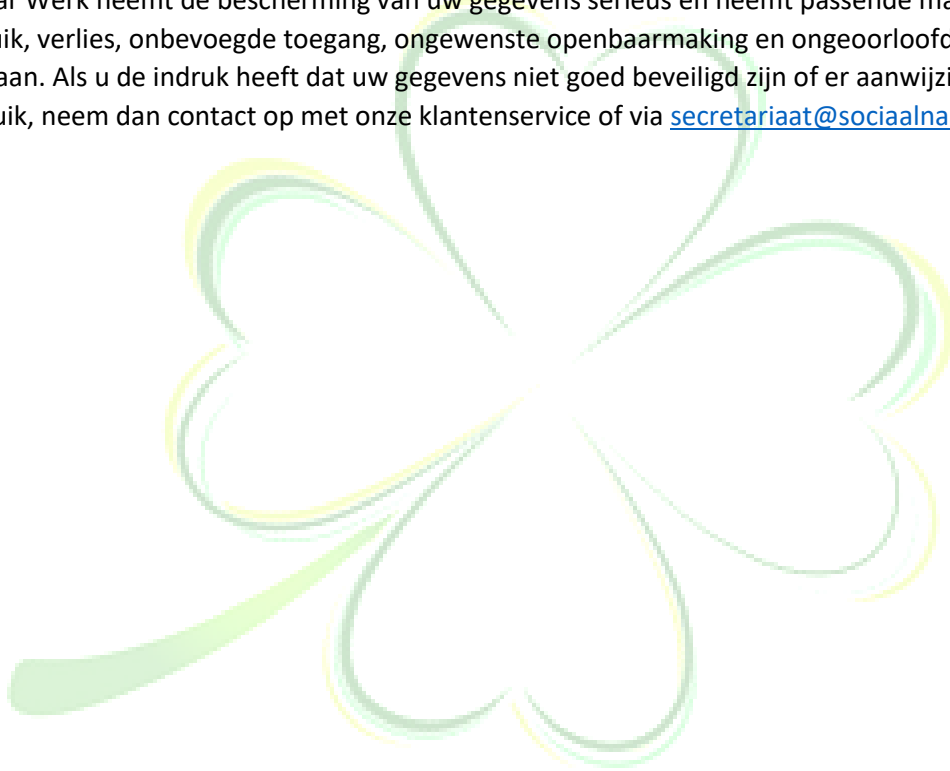 ar Werk neemt de bescherming van uw gegevens serieus en neemt passende ma
uik, verlies, onbevoegde toegang, ongewenste openbaarmaking en ongeoorloofd
aan. Als u de indruk heeft dat uw gegevens niet goed beveiligd zijn of er aanwijzi
uik, neem dan contact op met onze klantenservice of via secretariaat@sociaalna